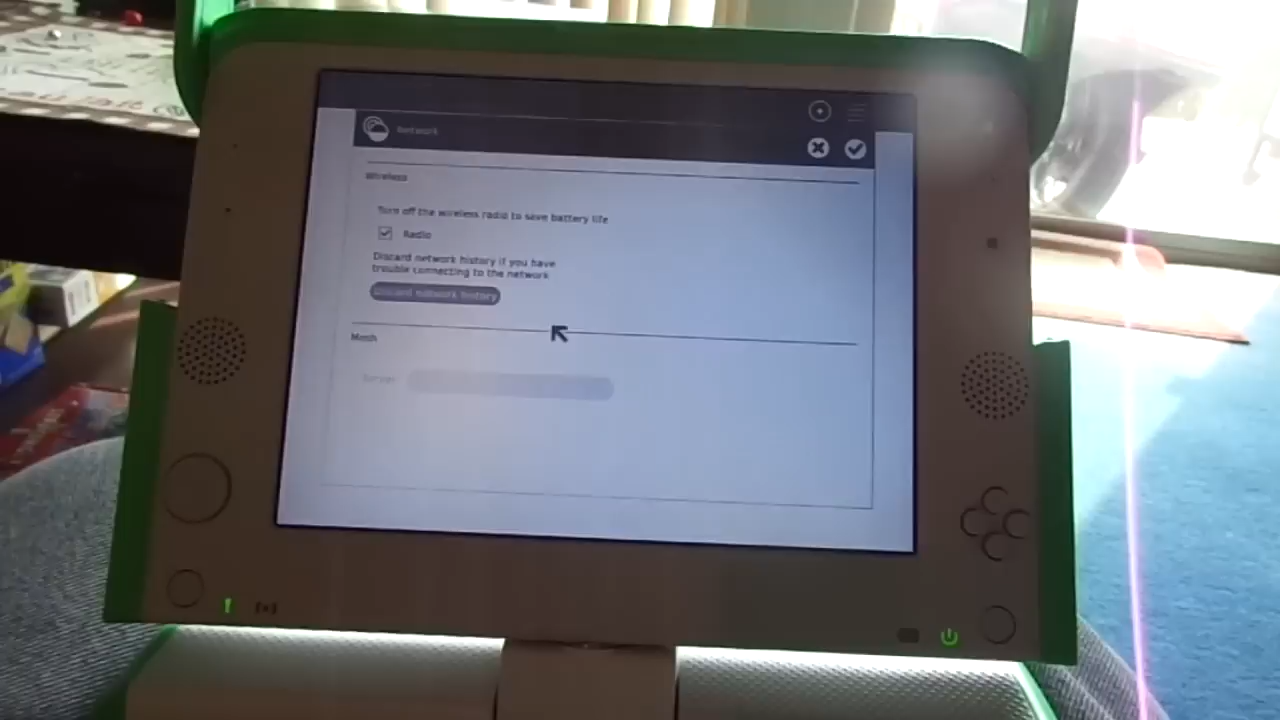 Network
Wireless
Turn off the wireless radio to save battery life
Radio
Discard network history if you have
trouble connecting to the network
Discard network history
Mesh
Server: